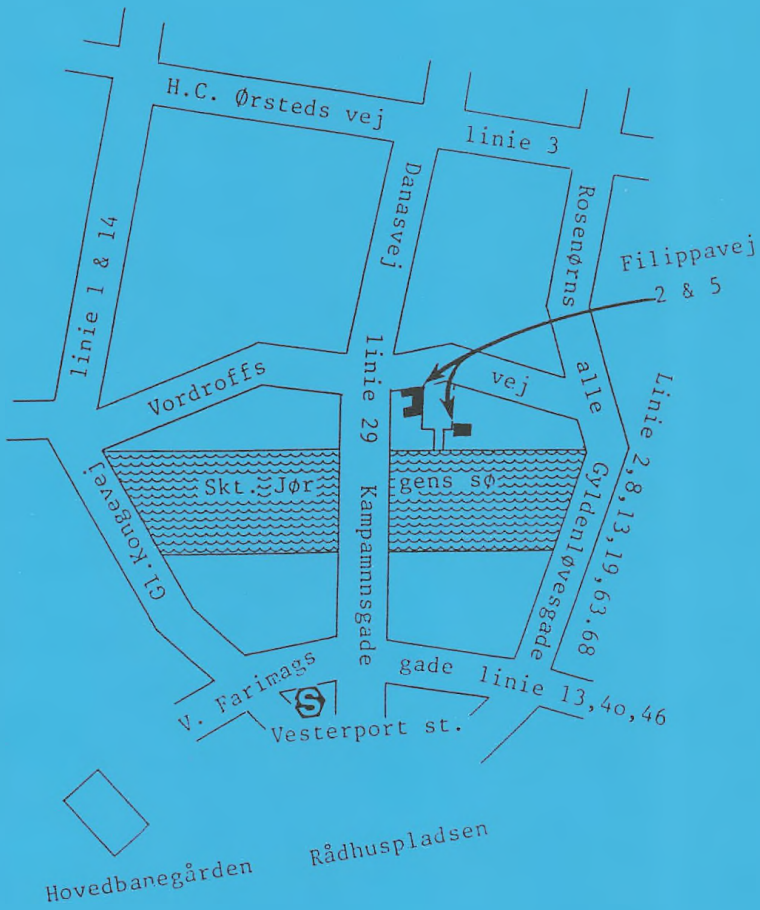 H.C. Ørsteds vej
linie 3
Danasvej
Rosenørns
alle
Filippavej
2 & 5
linie 1 & 14
Vordroffs
vej
linie 29
Kampamnnsgade
Linie 2,8,13,19,63.68
Skt. Jør
gens sø
Gl.Kongevej
Gyldenløvesgade
V. Farimags
gade
linie 13,4o,46
S
Vesterport st.
Hovedbanegården
Rådhuspladsen